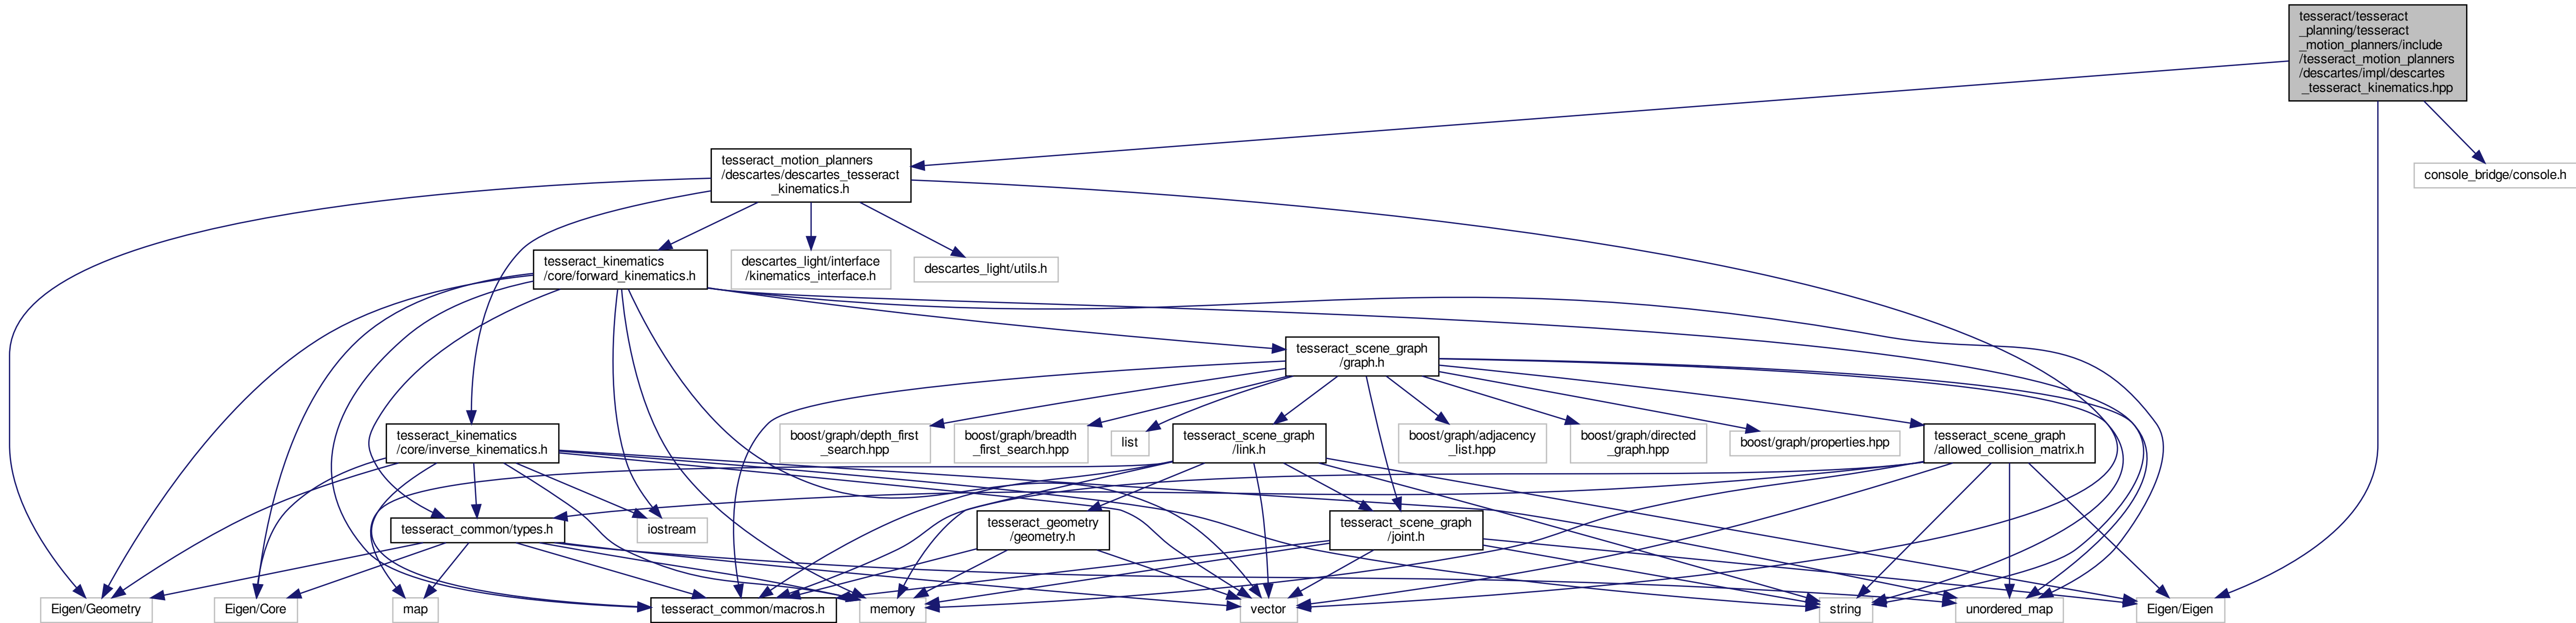 tesseract/tesseract
_planning/tesseract
_motion_planners/include
/tesseract_motion_planners
/descartes/impl/descartes
_tesseract_kinematics.hpp
tesseract_motion_planners
/descartes/descartes_tesseract
_kinematics.h
console_bridge/console.h
tesseract_kinematics
/core/forward_kinematics.h
descartes_light/interface
/kinematics_interface.h
descartes_light/utils.h
tesseract_scene_graph
/graph.h
tesseract_kinematics
/core/inverse_kinematics.h
boost/graph/depth_first
_search.hpp
boost/graph/breadth
_first_search.hpp
list
tesseract_scene_graph
/link.h
boost/graph/adjacency
_list.hpp
boost/graph/directed
_graph.hpp
boost/graph/properties.hpp
tesseract_scene_graph
/allowed_collision_matrix.h
tesseract_common/types.h
iostream
tesseract_geometry
/geometry.h
tesseract_scene_graph
/joint.h
Eigen/Geometry
Eigen/Core
map
tesseract_common/macros.h
memory
vector
string
unordered_map
Eigen/Eigen